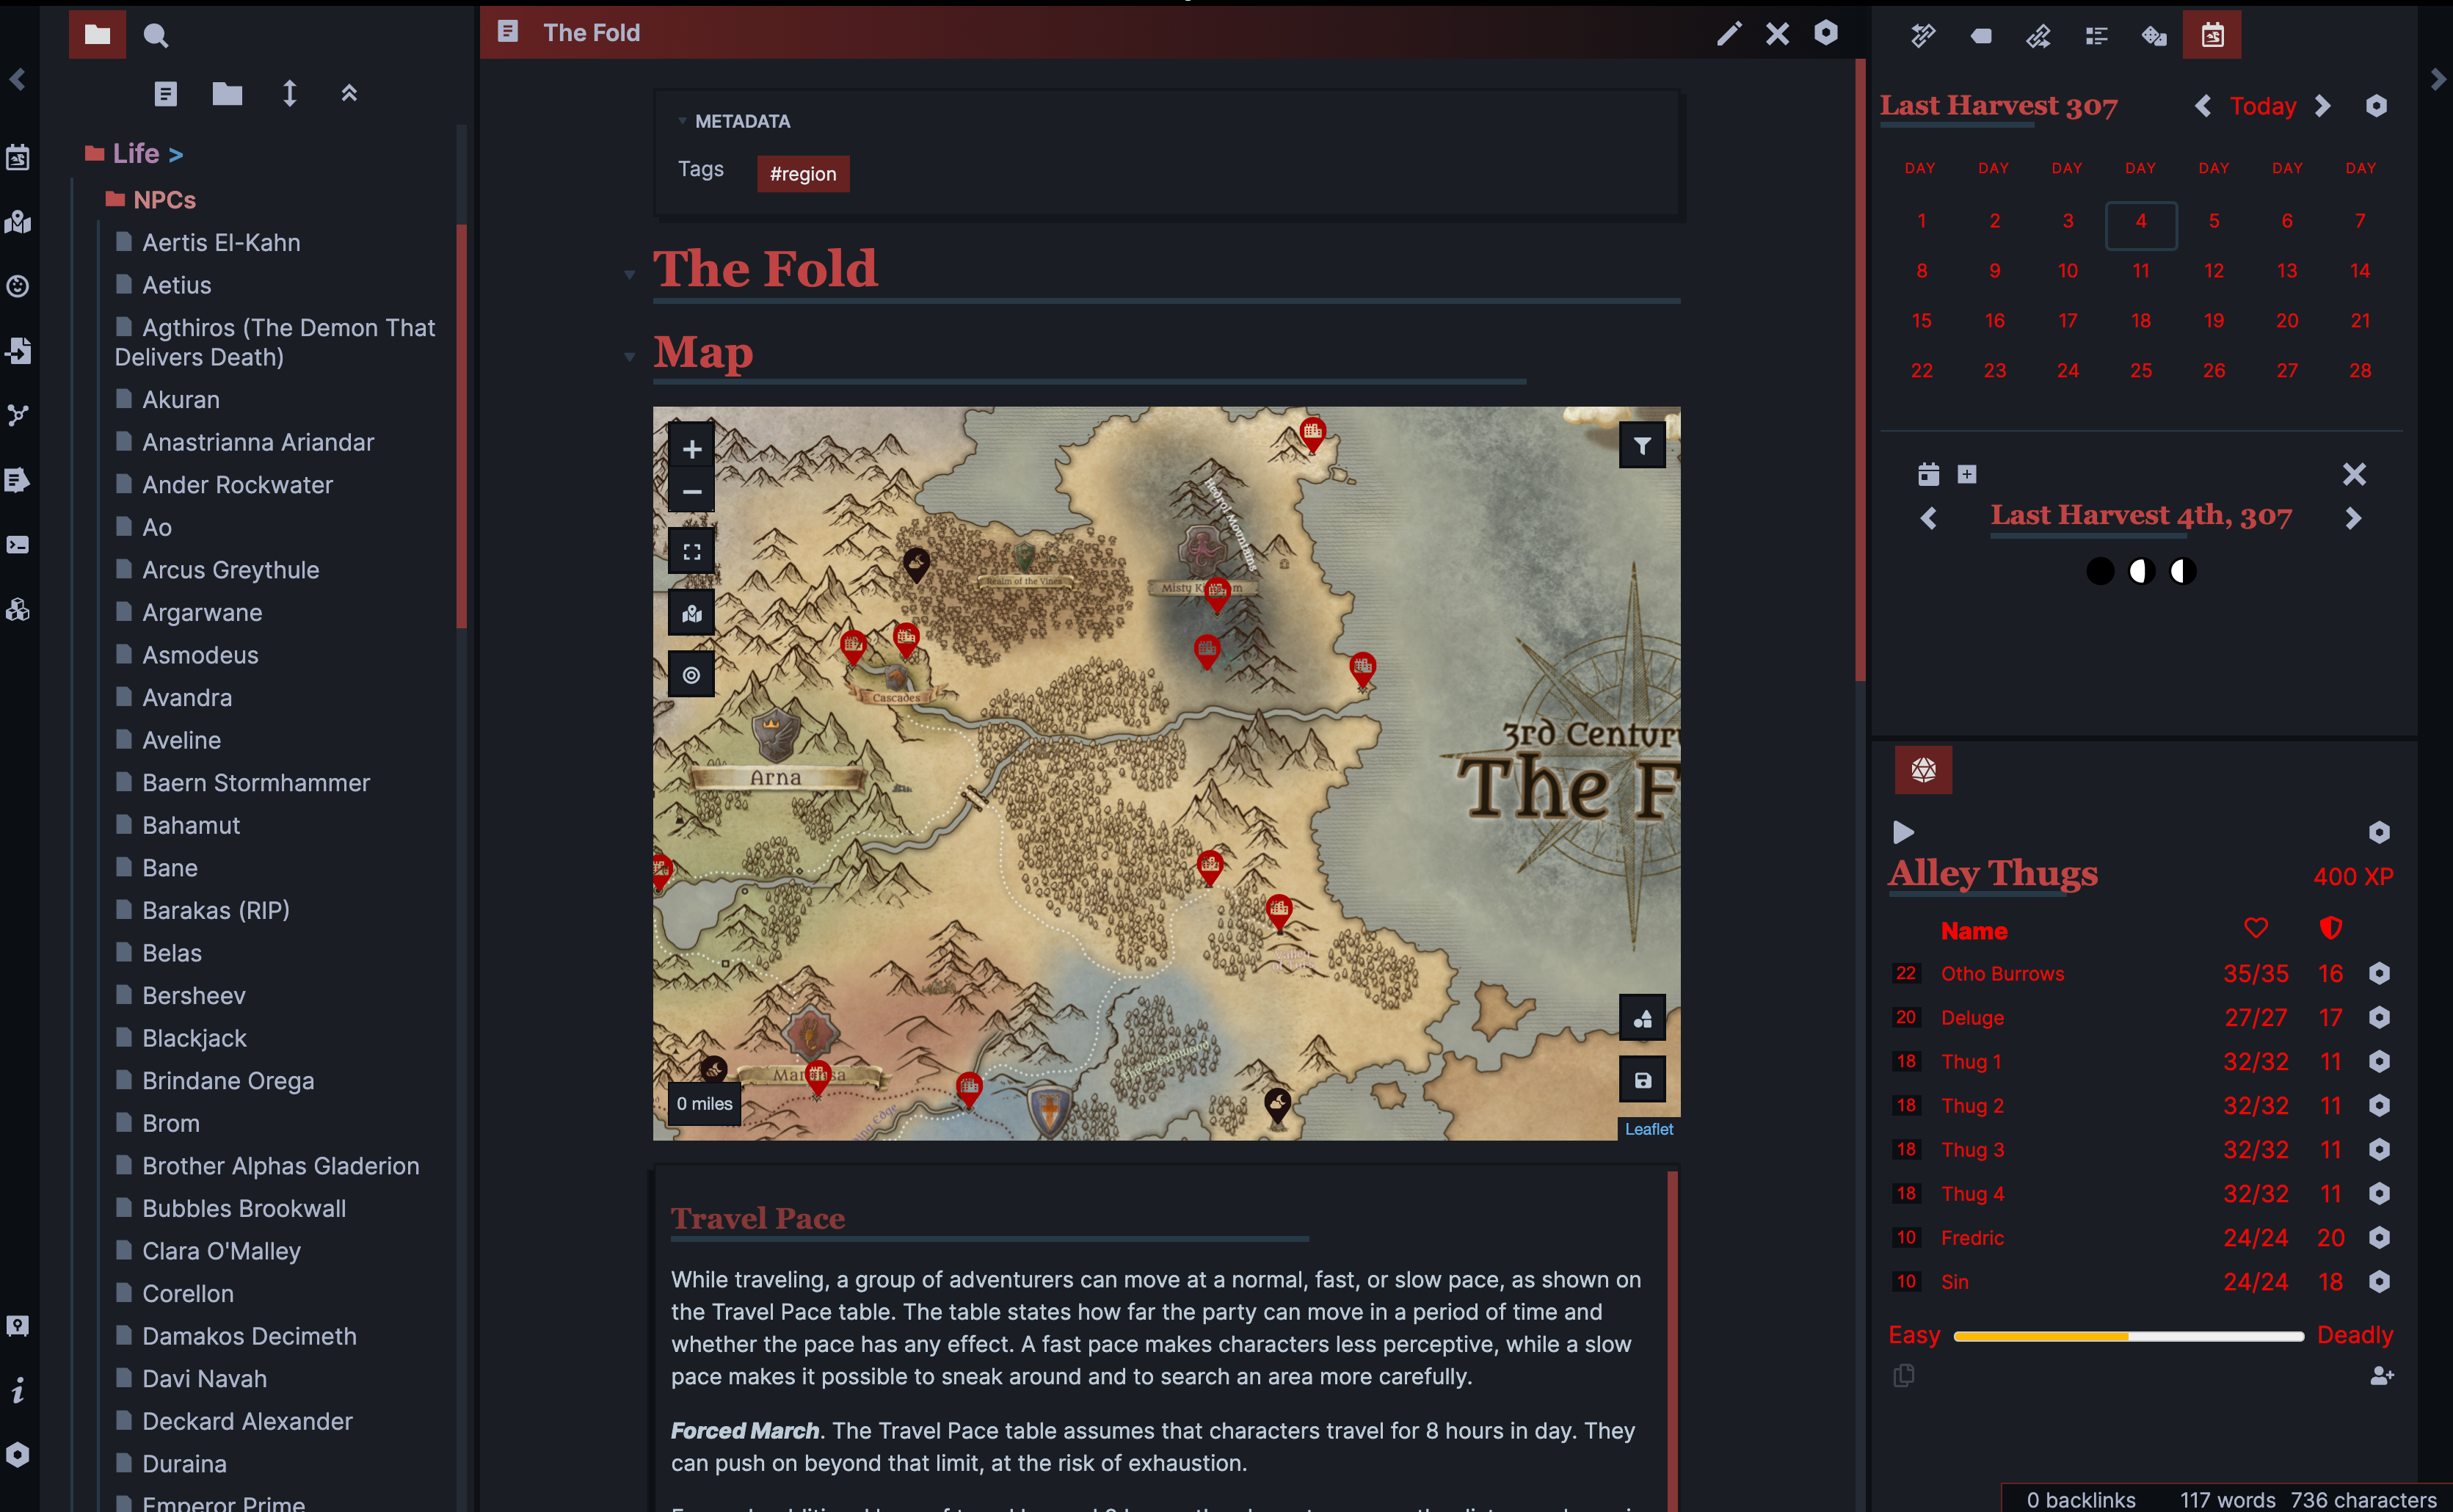 Life >
NPCs
Aertis El-Kahn
Aetius
Agthiros (The Demon That
Delivers Death)
Akuran
Anastrianna Ariandar
Ander Rockwater
Ao
Arcus Greythule
Argarwane
Asmodeus
Avandra
Aveline
Baern Stormhammer
Bahamut
Bane
Barakas (RIP)
Belas
Bersheev
Blackjack
Brindane Orega
Brom
Brother Alphas Gladerion
Bubbles Brookwall
Clara O'Malley
Corellon
Damakos Decimeth
Davi Navah
Deckard Alexander
Duraina
Emperor Prime
The Fold
METADATA
Tags #region
The Fold
Map
Hedrol Mountains
Realm of the Vines
Misty
Cascades
Arna
3rd Centur
The F
0 miles
Leaflet
Travel Pace
While traveling, a group of adventurers can move at a normal, fast, or slow pace, as shown on
the Travel Pace table. The table states how far the party can move in a period of time and
whether the pace has any effect. A fast pace makes characters less perceptive, while a slow
pace makes it possible to sneak around and to search an area more carefully.
Forced March. The Travel Pace table assumes that characters travel for 8 hours in day. They
can push on beyond that limit, at the risk of exhaustion.
Last Harvest 307 Today
DAY DAY DAY DAY DAY DAY DAY
1 2 3 4 5 6 7
8 9 10 11 12 13 14
15 16 17 18 19 20 21
22 23 24 25 26 27 28
Last Harvest 4th, 307
Alley Thugs 400 XP
Name
22 Otho Burrows 35/35 16
20 Deluge 27/27 17
18 Thug 1 32/32 11
18 Thug 2 32/32 11
18 Thug 3 32/32 11
18 Thug 4 32/32 11
10 Fredric 24/24 20
10 Sin 24/24 18
Easy Deadly
0 backlinks 117 words 736 characters